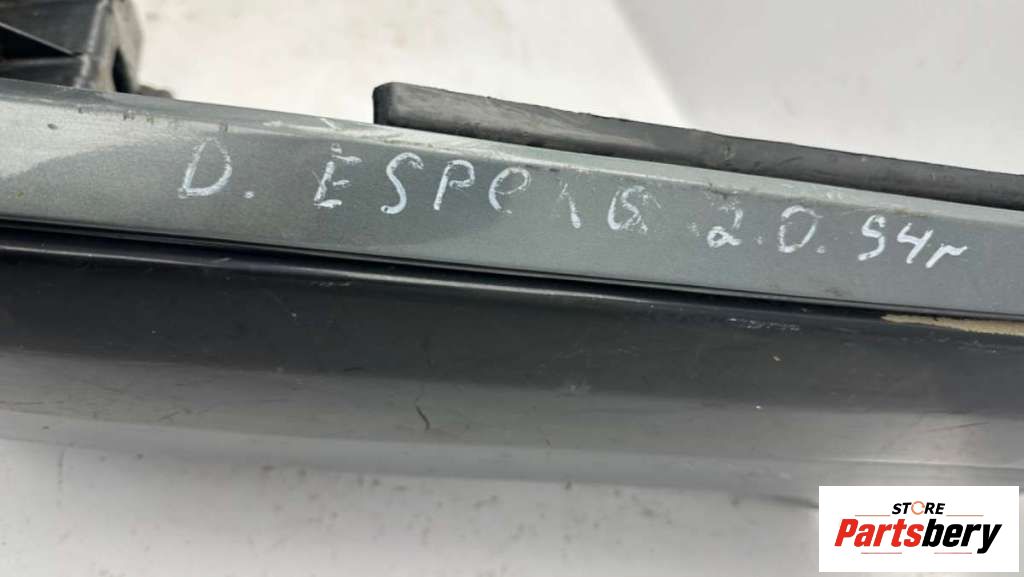 D. ESPERO 2.0. 94r
STORE
Partsbery